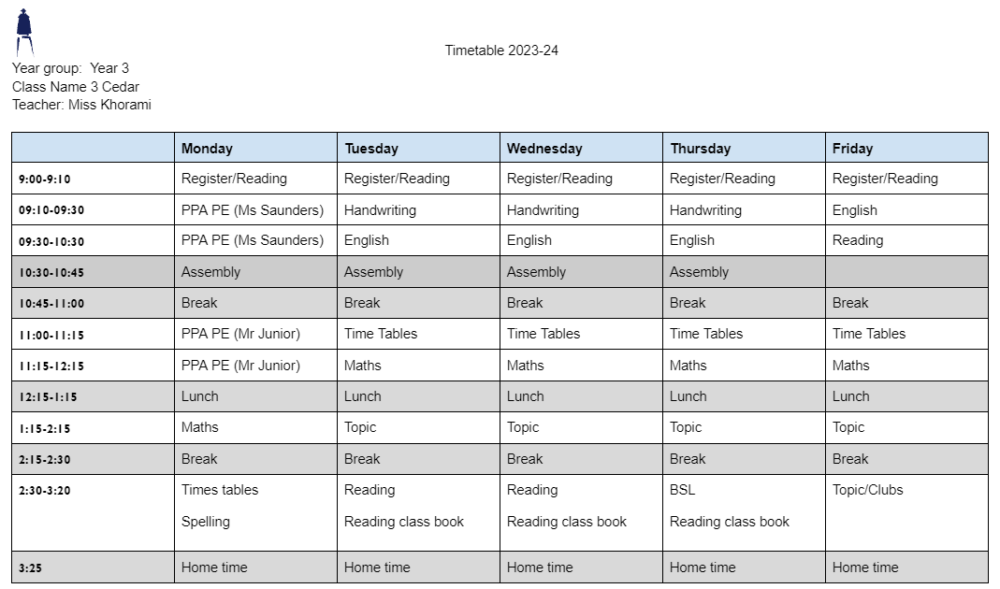 Timetable 2023-24
Year group:  Year 3
Class Name 3 Cedar
Teacher: Miss Khorami
Monday Tuesday Wednesday Thursday Friday
9:00-9:10 Register/Reading Register/Reading Register/Reading Register/Reading Register/Reading
09:10-09:30 PPA PE (Ms Saunders) Handwriting Handwriting Handwriting English
09:30-10:30 PPA PE (Ms Saunders) English English English Reading
10:30-10:45 Assembly Assembly Assembly Assembly
10:45-11:00 Break Break Break Break Break
11:00-11:15 PPA PE (Mr Junior) Time Tables Time Tables Time Tables Time Tables
11:15-12:15 PPA PE (Mr Junior) Maths Maths Maths Maths
12:15-1:15 Lunch Lunch Lunch Lunch Lunch
1:15-2:15 Maths Topic Topic Topic Topic
2:15-2:30 Break Break Break Break Break
2:30-3:20 Times tables Reading Reading BSL Topic/Clubs
Spelling Reading class book Reading class book Reading class book
3:25 Home time Home time Home time Home time Home time